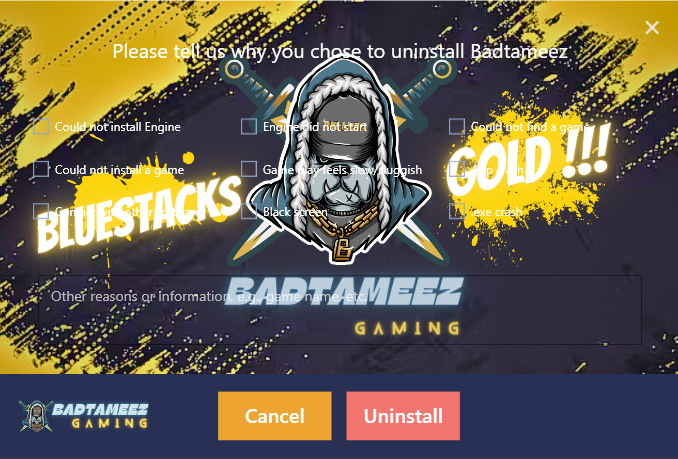 Please tell us why you chose to uninstall Badtameez
Could not install Engine
Engine did not start
Could not find a game
Could not install a game
Game play feels slow/sluggish
App crash
Black screen
.exe crash
BLUESTACKS
GOLD !!!
Other reasons or Information, e.g., game name, etc.
BADTAMEEZ
GAMING
BADTAMEEZ
GAMING
Cancel
Uninstall